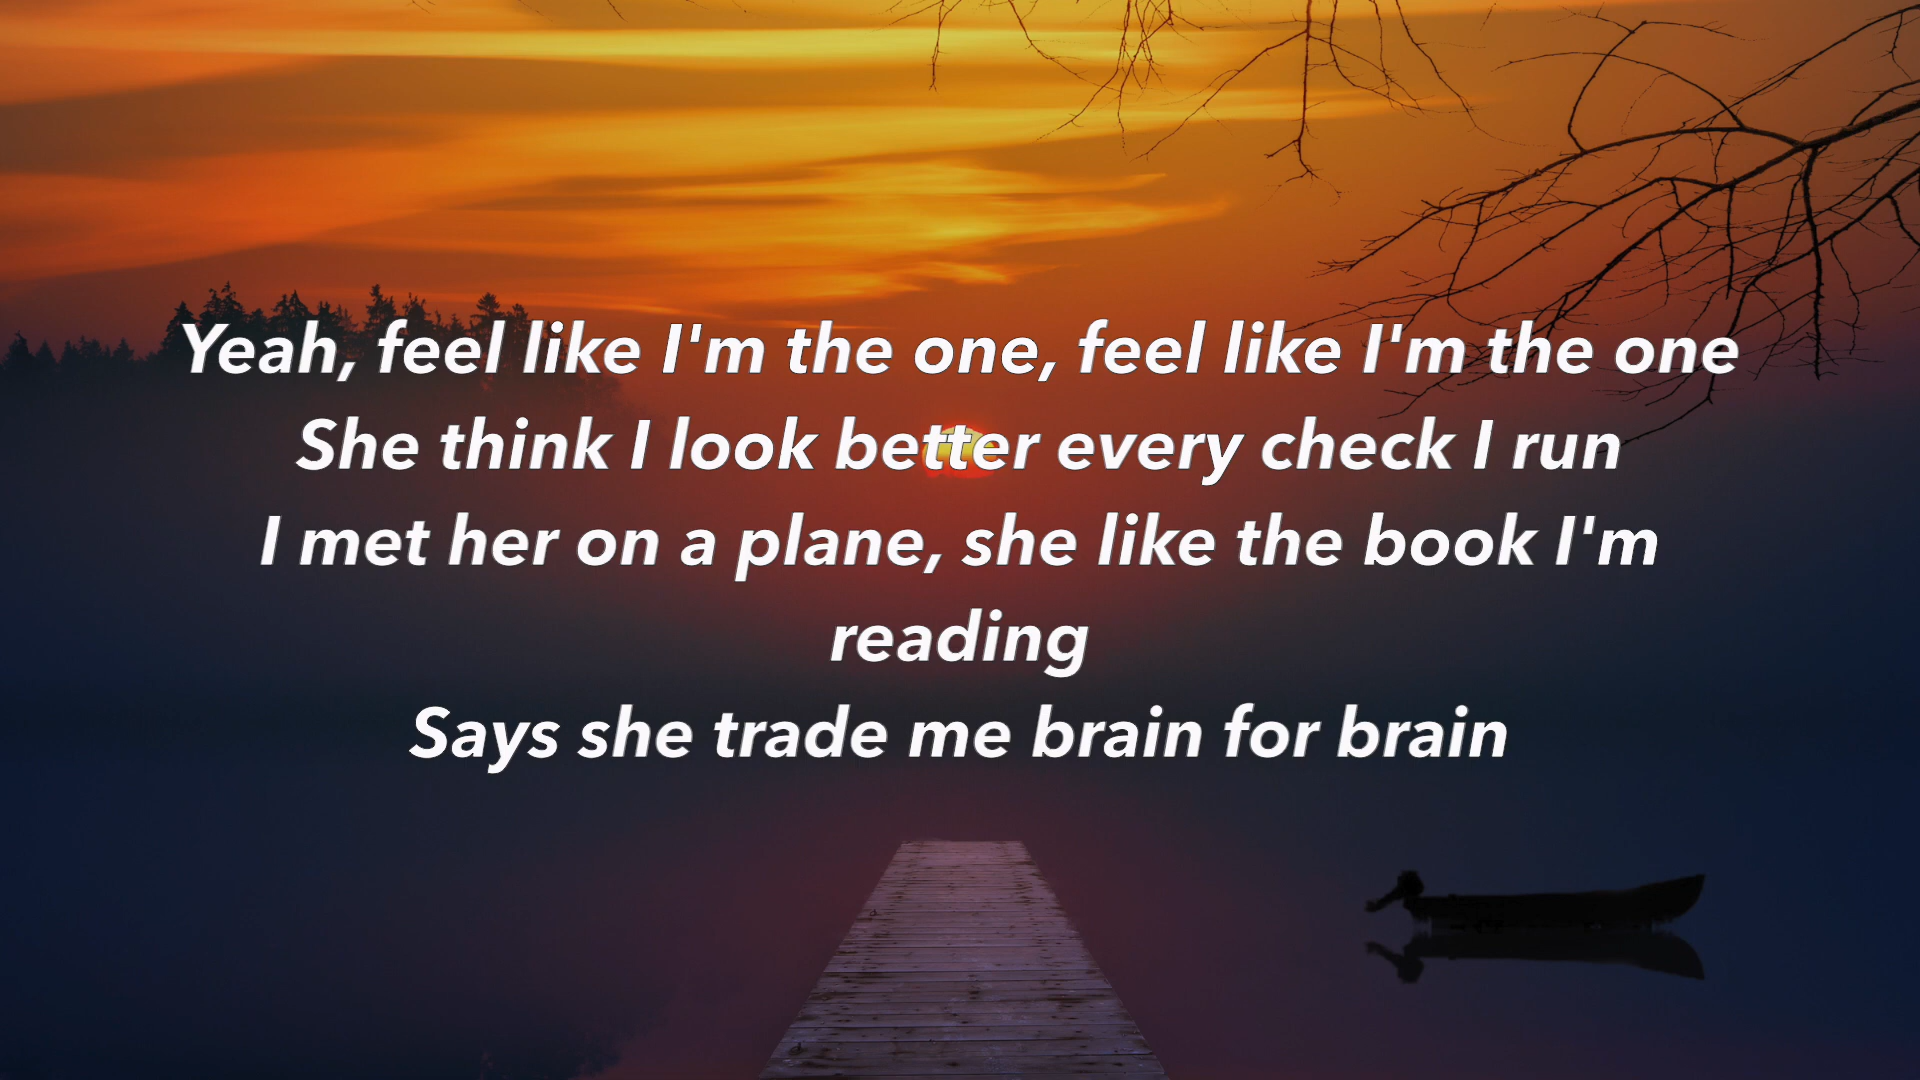 Yeah, feel like I'm the one, feel like I'm the one
She think I look better every check I run
I met her on a plane, she like the book I'm
reading
Says she trade me brain for brain